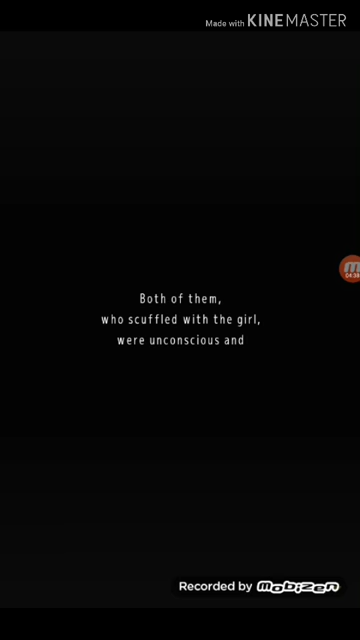 Made with KINEMASTER
Both of them,
who scuffled with the girl,
were unconscious and
Recorded by mobizen